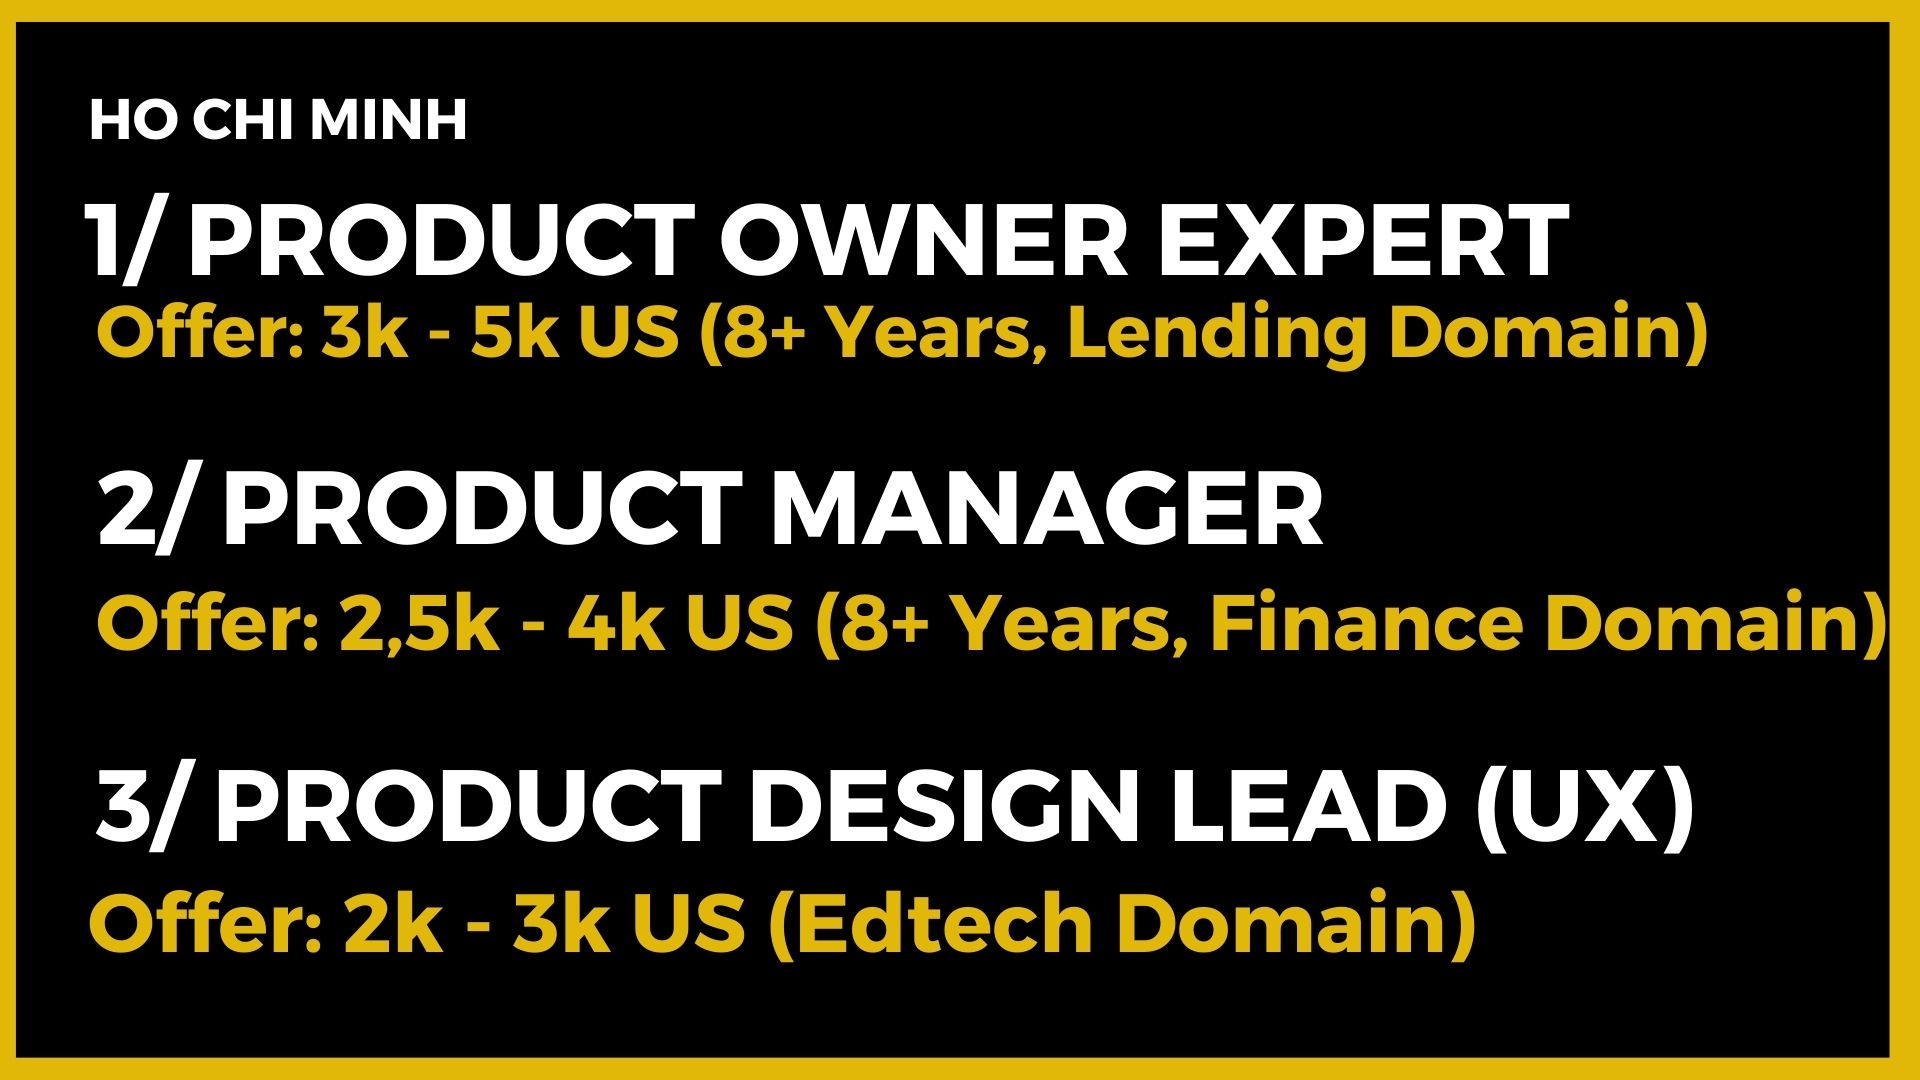 HO CHI MINH
1/ PRODUCT OWNER EXPERT
Offer: 3k - 5k US (8+ Years, Lending Domain)
2/ PRODUCT MANAGER
Offer: 2,5k - 4k US (8+ Years, Finance Domain)
3/ PRODUCT DESIGN LEAD (UX)
Offer: 2k - 3k US (Edtech Domain)